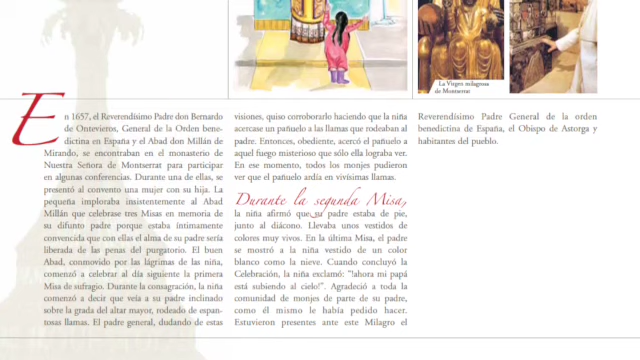 La Virgen milagrosa
de Montserrat
En 1657, el Reverendísimo Padre don Bernardo
de Ontevieros, General de la Orden bene-
dictina en España y el Abad don Millán de
Mirando, se encontraban en el monasterio de
Nuestra Señora de Montserrat para participar
en algunas conferencias. Durante una de ellas, se
presentó al convento una mujer con su hija. La
pequeña imploraba insistentemente al Abad
Millán que celebrase tres Misas en memoria de
su difunto padre porque estaba íntimamente
convencida que con ellas el alma de su padre sería
liberada de las penas del purgatorio. El buen
Abad, conmovido por las lágrimas de las niña,
comenzó a celebrar al día siguiente la primera
Misa de sufragio. Durante la consagración, la niña
comenzó a decir que veía a su padre inclinado
sobre la grada del altar mayor, rodeado de espan-
tosas llamas. El padre general, dudando de estas
visiones, quiso corroborarlo haciendo que la niña
acercase un pañuelo a las llamas que rodeaban al
padre. Entonces, obediente, acercó el pañuelo a
aquel fuego misterioso que sólo ella lograba ver.
En ese momento, todos los monjes pudieron
ver que el pañuelo ardía en vivísimas llamas.
Durante la segunda Misa,
la niña afirmó que su padre estaba de pie,
junto al diácono. Llevaba unos vestidos de
colores muy vivos. En la última Misa, el padre
se mostró a la niña vestido de un color
blanco como la nieve. Cuando concluyó la
Celebración, la niña exclamó: “!ahora mi papá
está subiendo al cielo!”. Agradeció a toda la
comunidad de monjes de parte de su padre,
como él mismo le había pedido hacer.
Estuvieron presentes ante este Milagro el
Reverendísimo Padre General de la orden
benedictina de España, el Obispo de Astorga y
habitantes del pueblo.